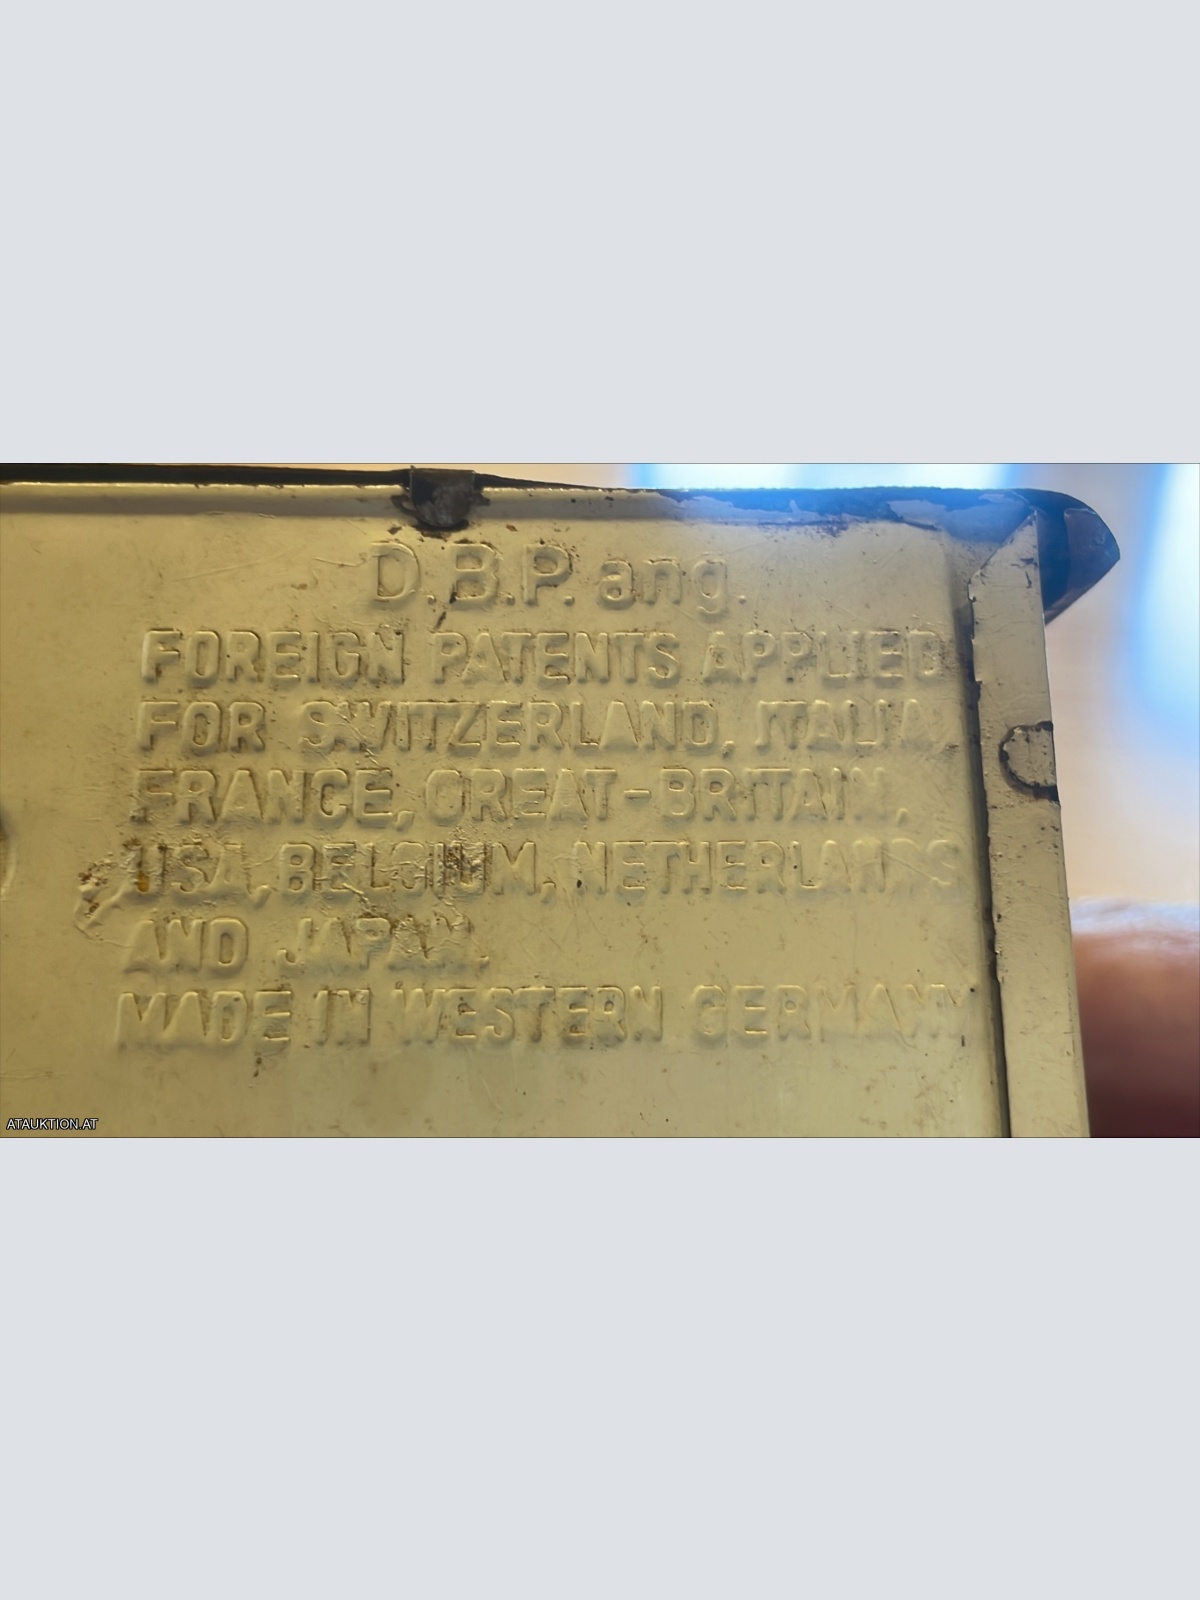 D.B.P. ang.
FOREIGN PATENTS APPLIED
FOR SWITZERLAND, ITALIA,
FRANCE, GREAT-BRITAIN,
USA, BELGIUM, NETHERLANDS
AND JAPAN.
MADE IN WESTERN GERMANY
ATAUKTION.AT